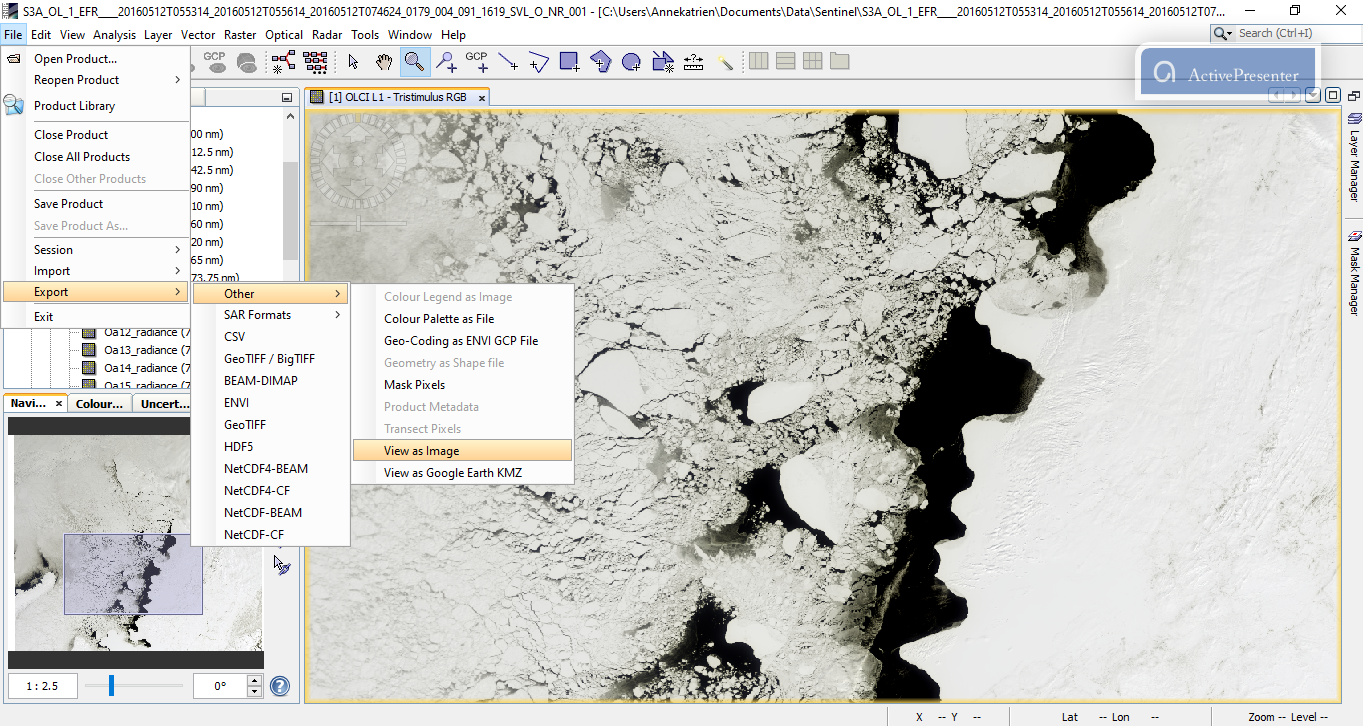 S3A_OL_1_EFR____20160512T055314_20160512T055614_20160512T074624_0179_004_091_1619_SVL_O_NR_001 - [C:\Users\Annekatrien\Documents\Data\Sentinel\S3A_OL_1_EFR____20160512T055314_20160512T055614_20160512T07...
File Edit View Analysis Layer Vector Raster Optical Radar Tools Window Help
Search (Ctrl+I)
ActivePresenter
GCP
GCP
[1] OLCI L1 - Tristimulus RGB
Open Product...
Reopen Product
Product Library
Close Product
Close All Products
Close Other Products
Save Product
Save Product As...
Session
Import
Export
Exit
00 nm)
12.5 nm)
42.5 nm)
90 nm)
10 nm)
60 nm)
20 nm)
65 nm)
73.75 nm)
Other
SAR Formats
CSV
GeoTIFF / BigTIFF
BEAM-DIMAP
ENVI
GeoTIFF
HDF5
NetCDF4-BEAM
NetCDF4-CF
NetCDF-BEAM
NetCDF-CF
Colour Legend as Image
Colour Palette as File
Geo-Coding as ENVI GCP File
Geometry as Shape file
Mask Pixels
Product Metadata
Transect Pixels
View as Image
View as Google Earth KMZ
Oa12_radiance (7
Oa13_radiance (7
Oa14_radiance (7
Oa15_radiance (7
Navi... Colour... Uncert...
1 : 2.5
0°
Layer Manager
Mask Manager
X -- Y -- Lat -- Lon -- Zoom -- Level --